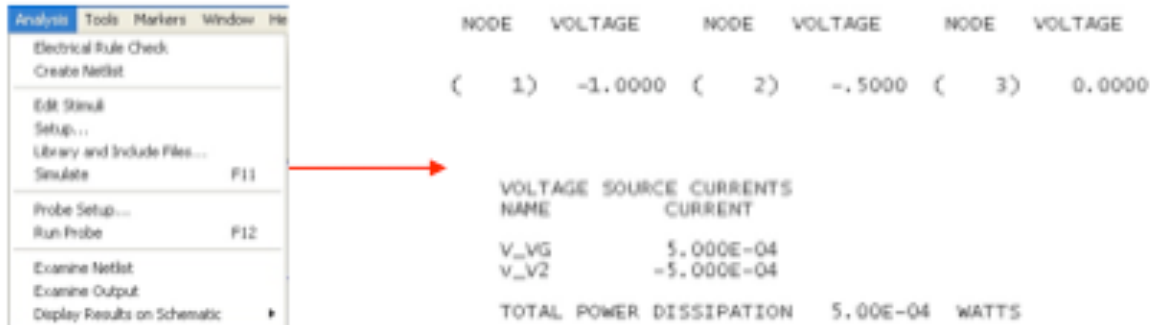 Analysis Tools Markers Window He
Electrical Rule Check
Create Netlist
Edit Stimuli
Setup...
Library and Include Files...
Simulate F11
Probe Setup...
Run Probe F12
Examine Netlist
Examine Output
Display Results on Schematic
NODE VOLTAGE NODE VOLTAGE NODE VOLTAGE
( 1) -1.0000 ( 2) -.5000 ( 3) 0.0000
VOLTAGE SOURCE CURRENTS
NAME CURRENT
V_VG 5.000E-04
v_V2 -5.000E-04
TOTAL POWER DISSIPATION 5.00E-04 WATTS